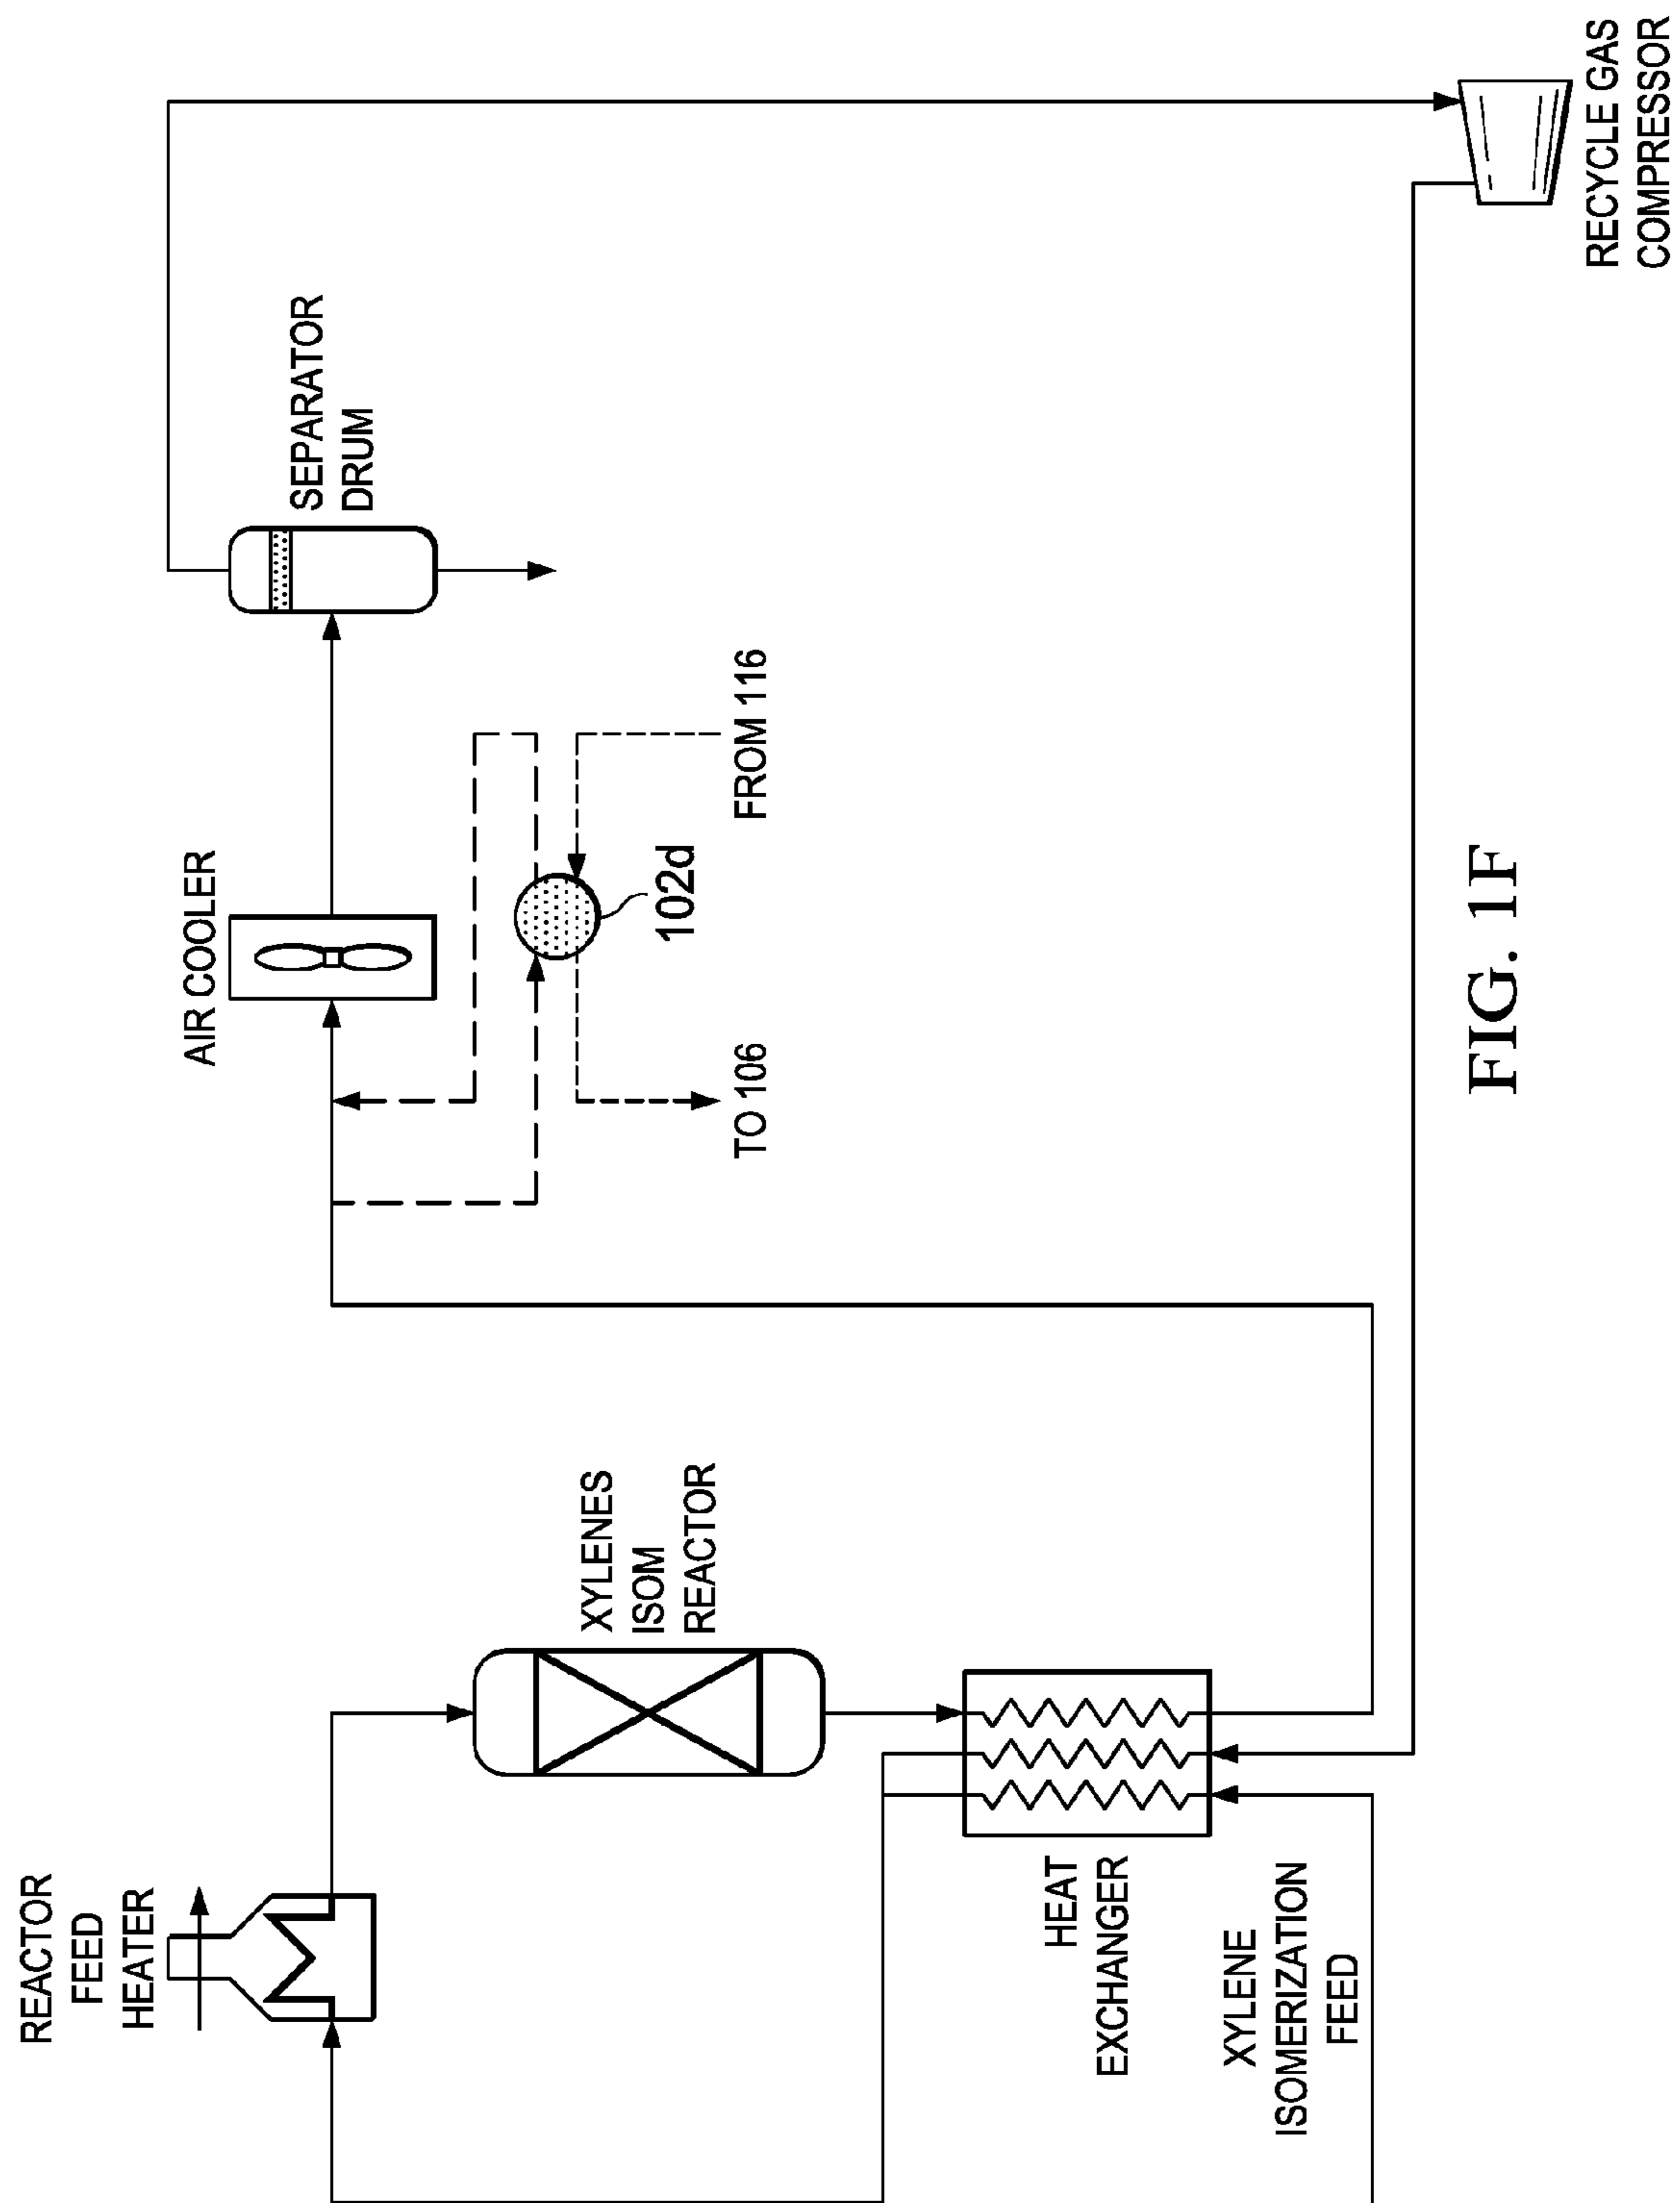 REACTOR
FEED
HEATER
XYLENES
ISOM
REACTOR
HEAT
EXCHANGER
XYLENE
ISOMERIZATION
FEED
AIR COOLER
TO 106
102d
FROM 116
SEPARATOR
DRUM
RECYCLE GAS
COMPRESSOR
FIG. 1F